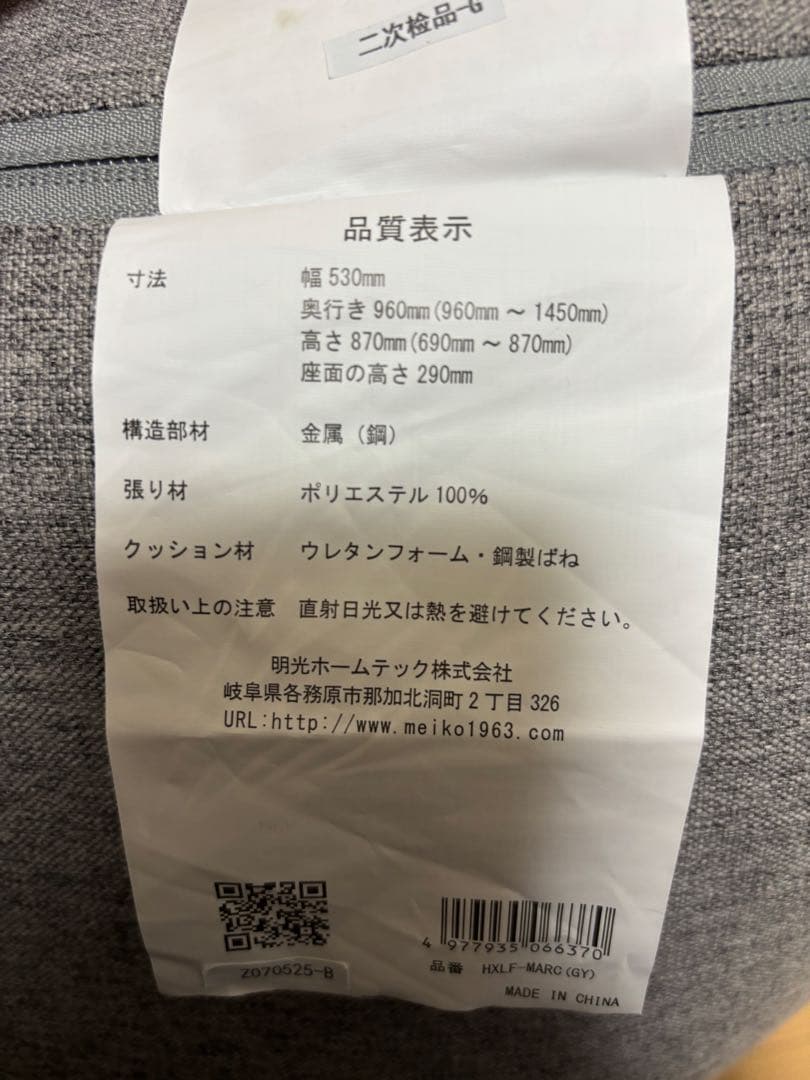 二次検品-G
品質表示
寸法 幅 530mm
奥行き 960mm(960mm ～ 1450mm)
高さ 870mm(690mm ～ 870mm)
座面の高さ 290mm
構造部材 金属（鋼）
張り材 ポリエステル 100%
クッション材 ウレタンフォーム・鋼製ばね
取扱い上の注意 直射日光又は熱を避けてください。
明光ホームテック株式会社
岐阜県各務原市那加北洞町２丁目 326
URL:http://www.meiko1963.com
4 977935 066370
Z070525-B
品番 HXLF-MARC(GY)
MADE IN CHINA